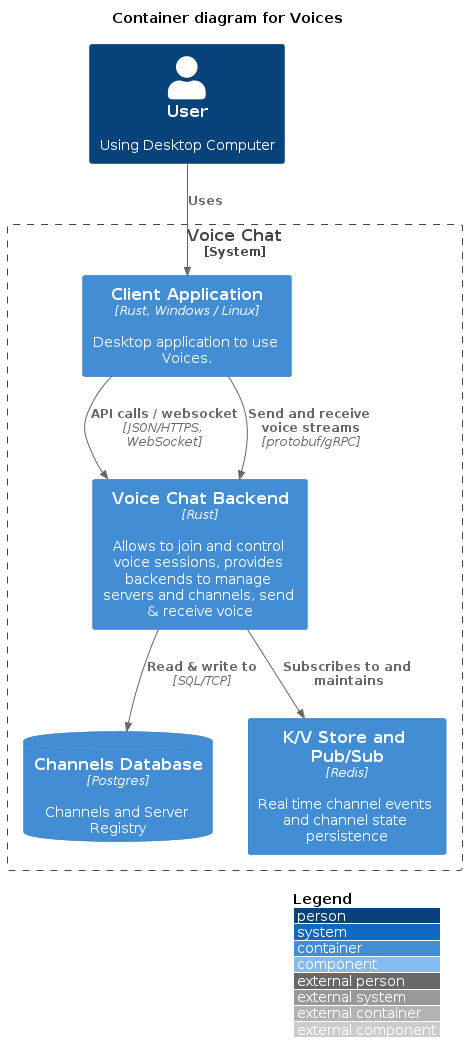 Container diagram for Voices
User
Using Desktop Computer
Uses
Voice Chat
[System]
Client Application
[Rust, Windows / Linux]
Desktop application to use
Voices.
API calls / websocket
[JSON/HTTPS,
WebSocket]
Send and receive
voice streams
[protobuf/gRPC]
Voice Chat Backend
[Rust]
Allows to join and control
voice sessions, provides
backends to manage
servers and channels, send
& receive voice
Read & write to
[SQL/TCP]
Subscribes to and
maintains
Channels Database
[Postgres]
Channels and Server
Registry
K/V Store and
Pub/Sub
[Redis]
Real time channel events
and channel state
persistence
Legend
person
system
container
component
external person
external system
external container
external component